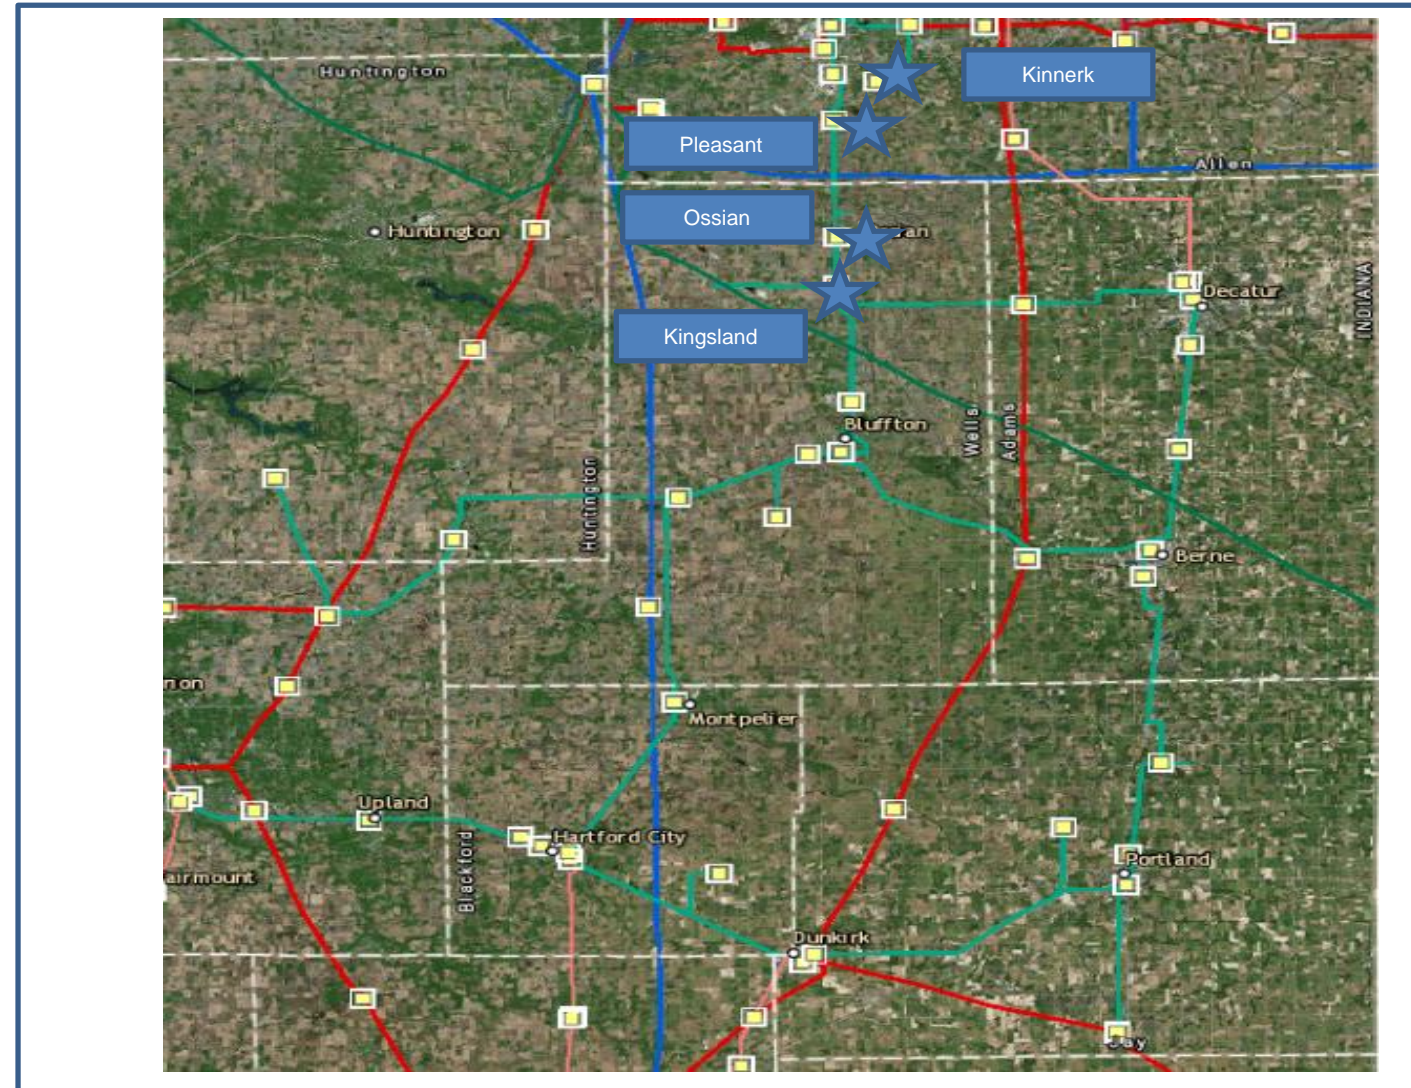 Huntington
Kinnerk
Pleasant
Allen
Ossian
Huntington
Decatur
INDIANA
Kingsland
Bluffton
Wells
Adams
Huntington
Berne
Montpelier
Upland
Hartford City
Blackford
Portland
Dunkirk